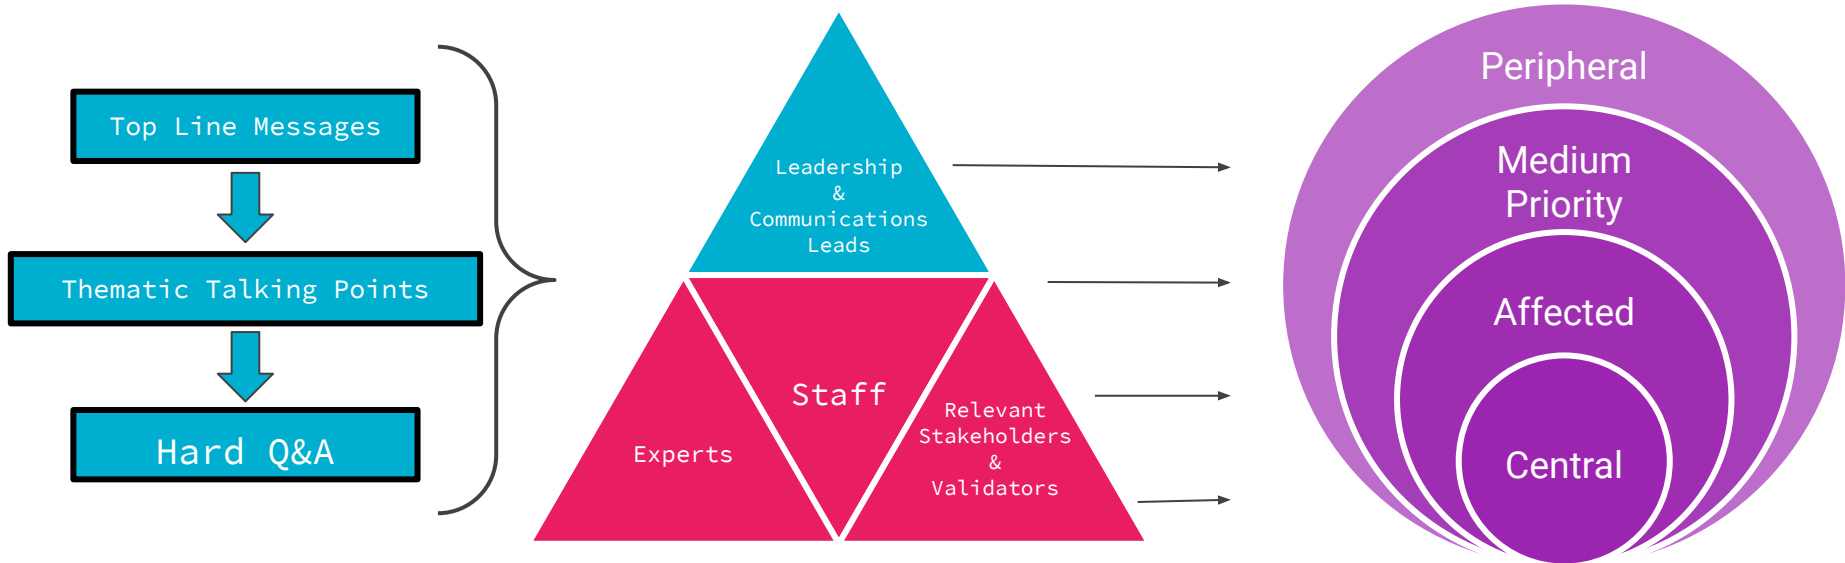 Top Line Messages
Thematic Talking Points
Hard Q&A
Leadership
&
Communications
Leads
Experts
Staff
Relevant
Stakeholders
&
Validators
Peripheral
Medium
Priority
Affected
Central